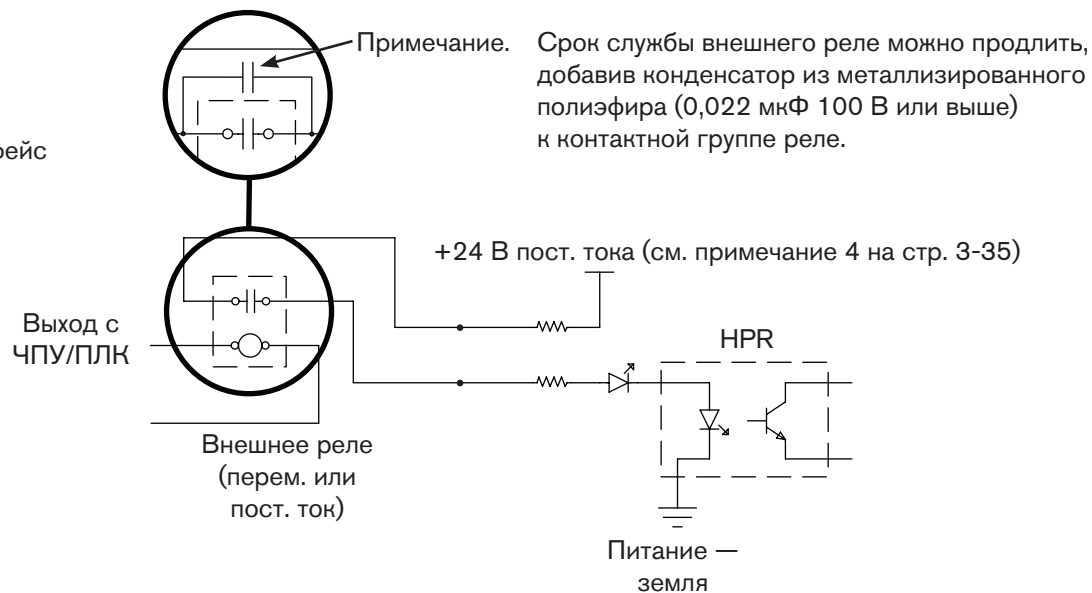 Примечание.
Срок службы внешнего реле можно продлить,
добавив конденсатор из металлизированного
полиэфира (0,022 мкФ 100 В или выше)
к контактной группе реле.
рейс
+24 В пост. тока (см. примечание 4 на стр. 3-35)
Выход с
ЧПУ/ПЛК
HPR
Внешнее реле
(перем. или
пост. ток)
Питание —
земля